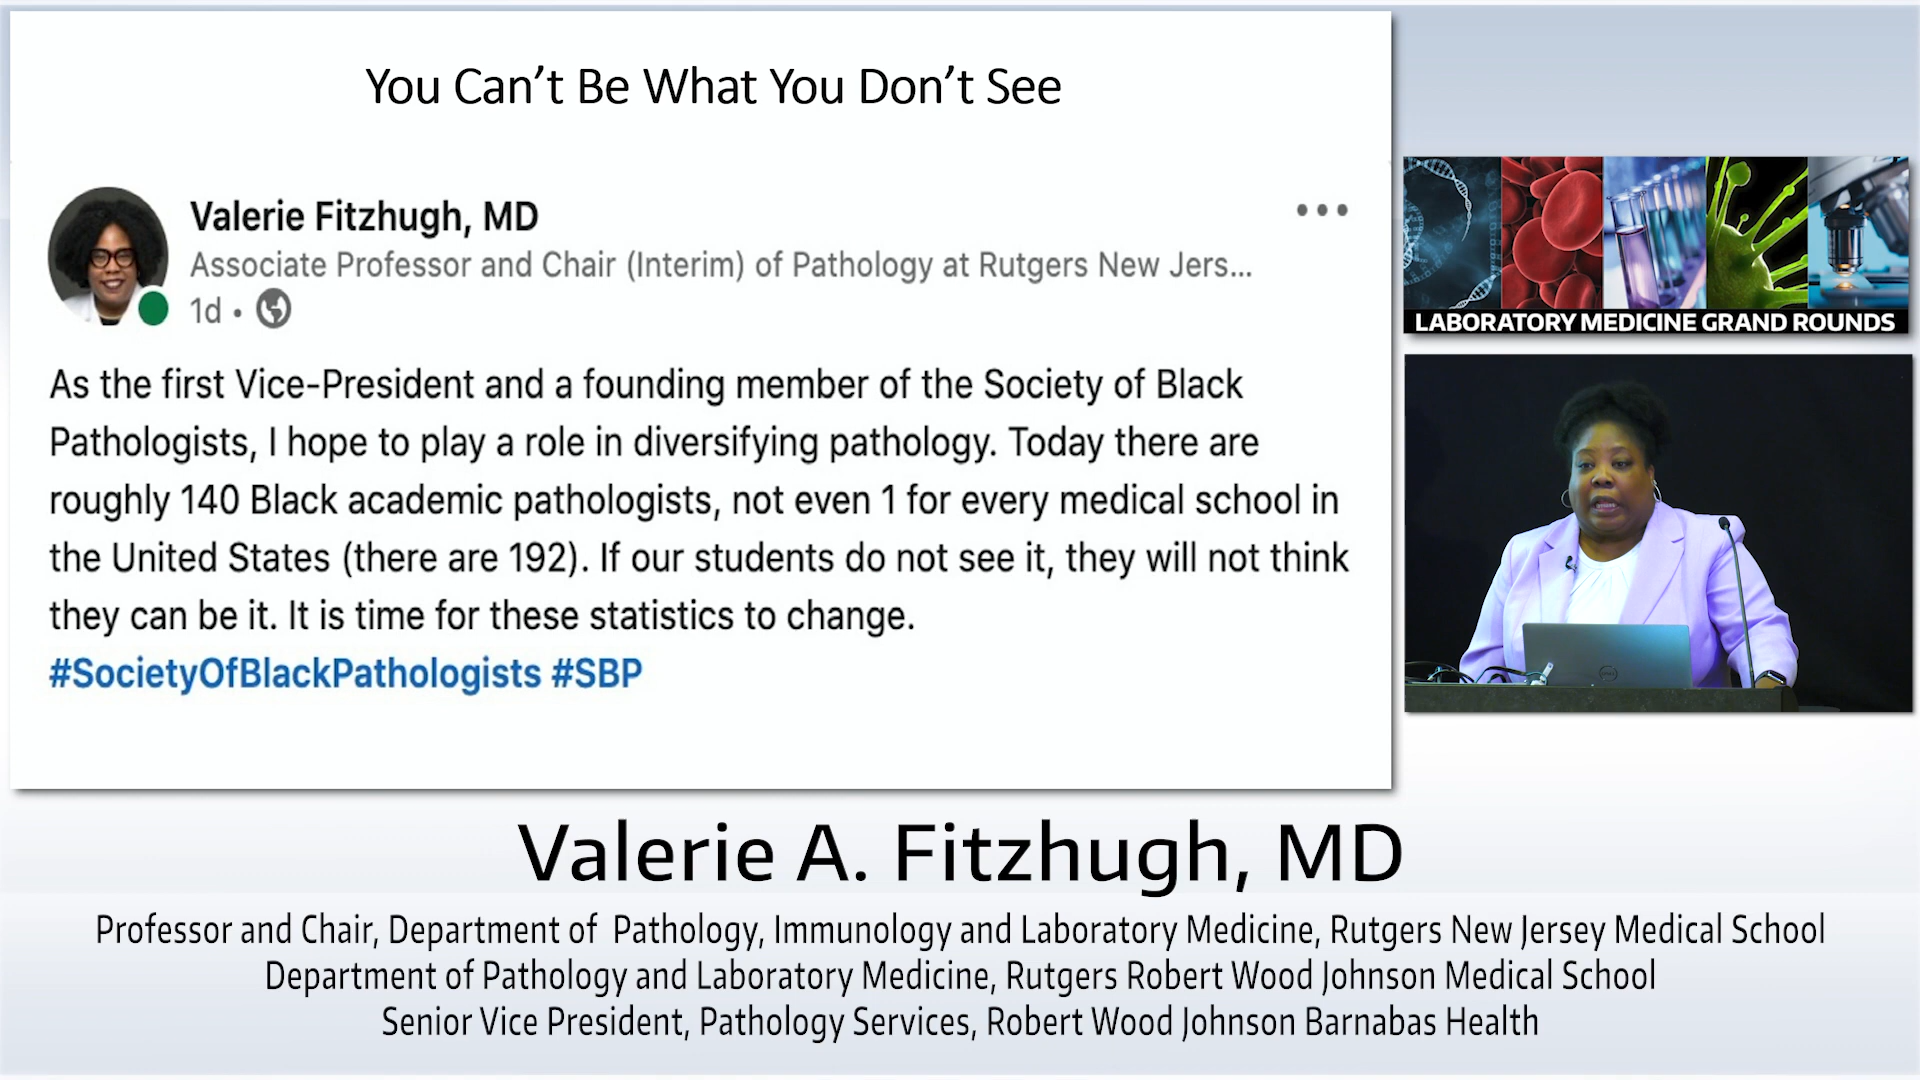 You Can't Be What You Don't See
Valerie Fitzhugh, MD
Associate Professor and Chair (Interim) of Pathology at Rutgers New Jers...
1d •
As the first Vice-President and a founding member of the Society of Black
Pathologists, I hope to play a role in diversifying pathology. Today there are
roughly 140 Black academic pathologists, not even 1 for every medical school in
the United States (there are 192). If our students do not see it, they will not think
they can be it. It is time for these statistics to change.
#SocietyOfBlackPathologists #SBP
LABORATORY MEDICINE GRAND ROUNDS
Valerie A. Fitzhugh, MD
Professor and Chair, Department of Pathology, Immunology and Laboratory Medicine, Rutgers New Jersey Medical School
Department of Pathology and Laboratory Medicine, Rutgers Robert Wood Johnson Medical School
Senior Vice President, Pathology Services, Robert Wood Johnson Barnabas Health